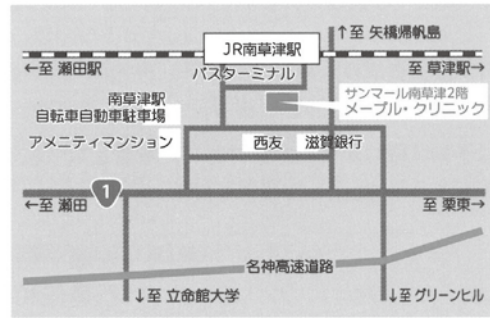 ↑至 矢橋帰帆島
JR南草津駅
←至 瀬田駅
バスターミナル
至 草津駅→
南草津駅
自転車自動車駐車場
サンマール南草津2階
メープル・クリニック
アメニティマンション
西友
滋賀銀行
1
←至 瀬田
至 栗東→
名神高速道路
↓至 立命館大学
↓至 グリーンヒル